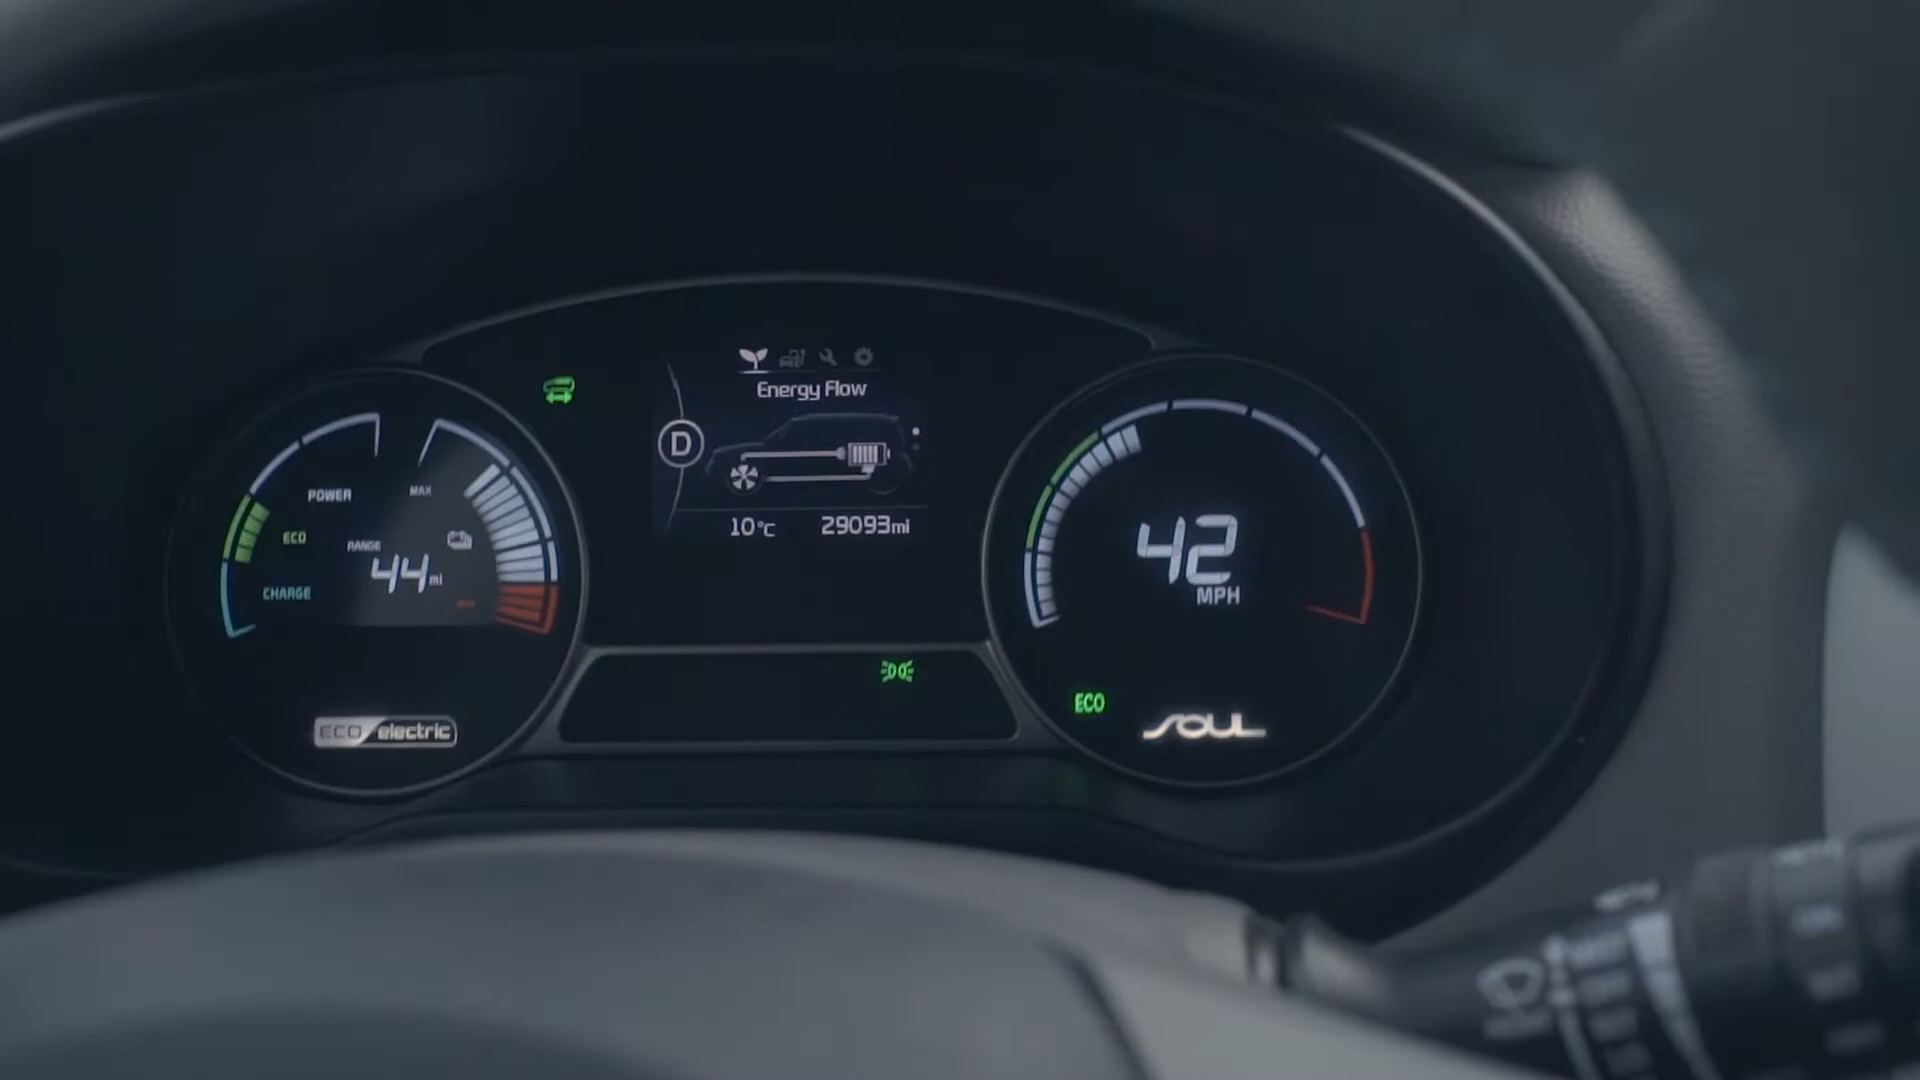 Energy Flow
D
10°C 29093mi
POWER
MAX
ECO
RANGE
44mi
CHARGE
42
MPH
ECO electric
ECO
SOUL